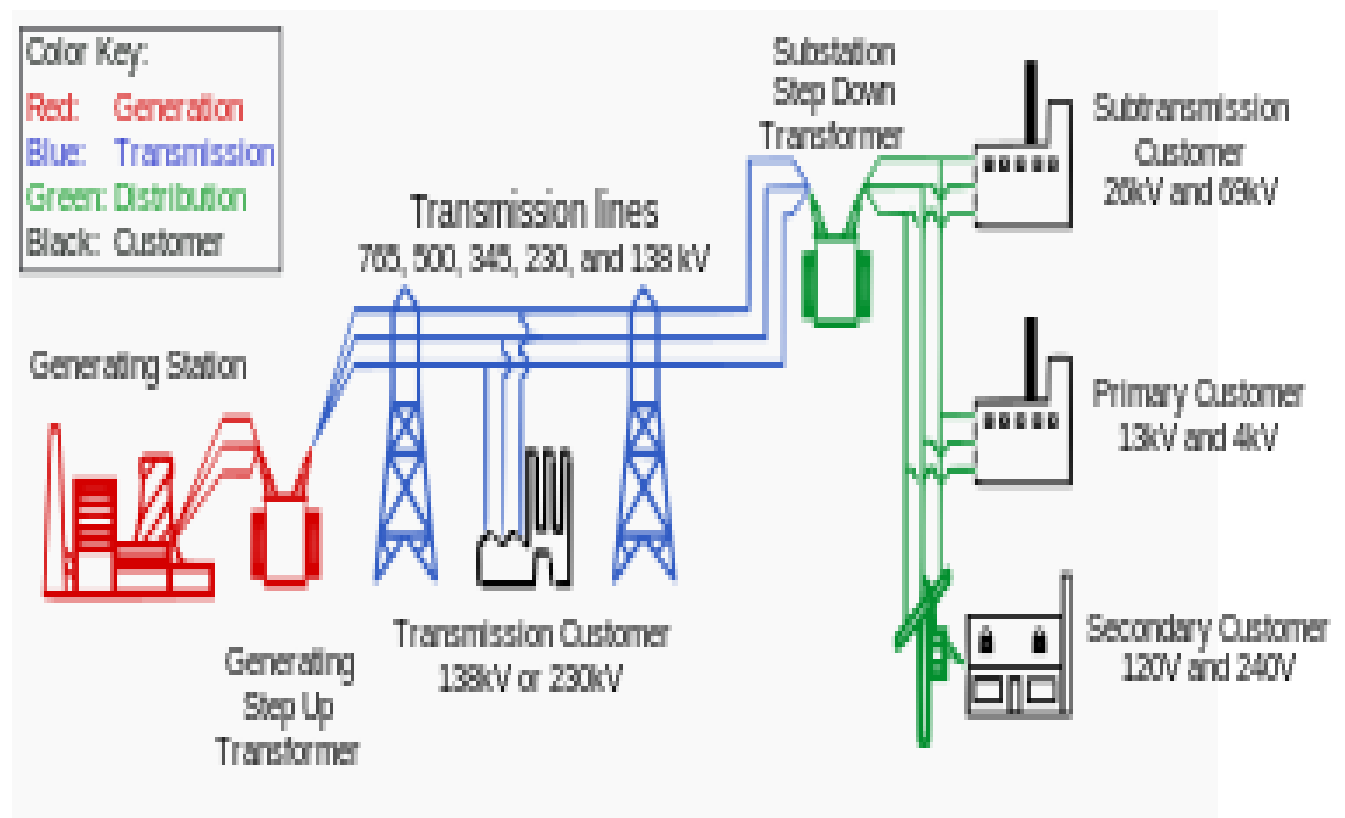 Color Key:
Red: Generation
Blue: Transmission
Green: Distribution
Black: Customer
Substation
Step Down
Transformer
Subtransmission
Customer
26kV and 69kV
Transmission lines
765, 500, 345, 230, and 138 kV
Generating Station
Primary Customer
13kV and 4kV
Transmission Customer
138kV or 230kV
Secondary Customer
120V and 240V
Generating
Step Up
Transformer